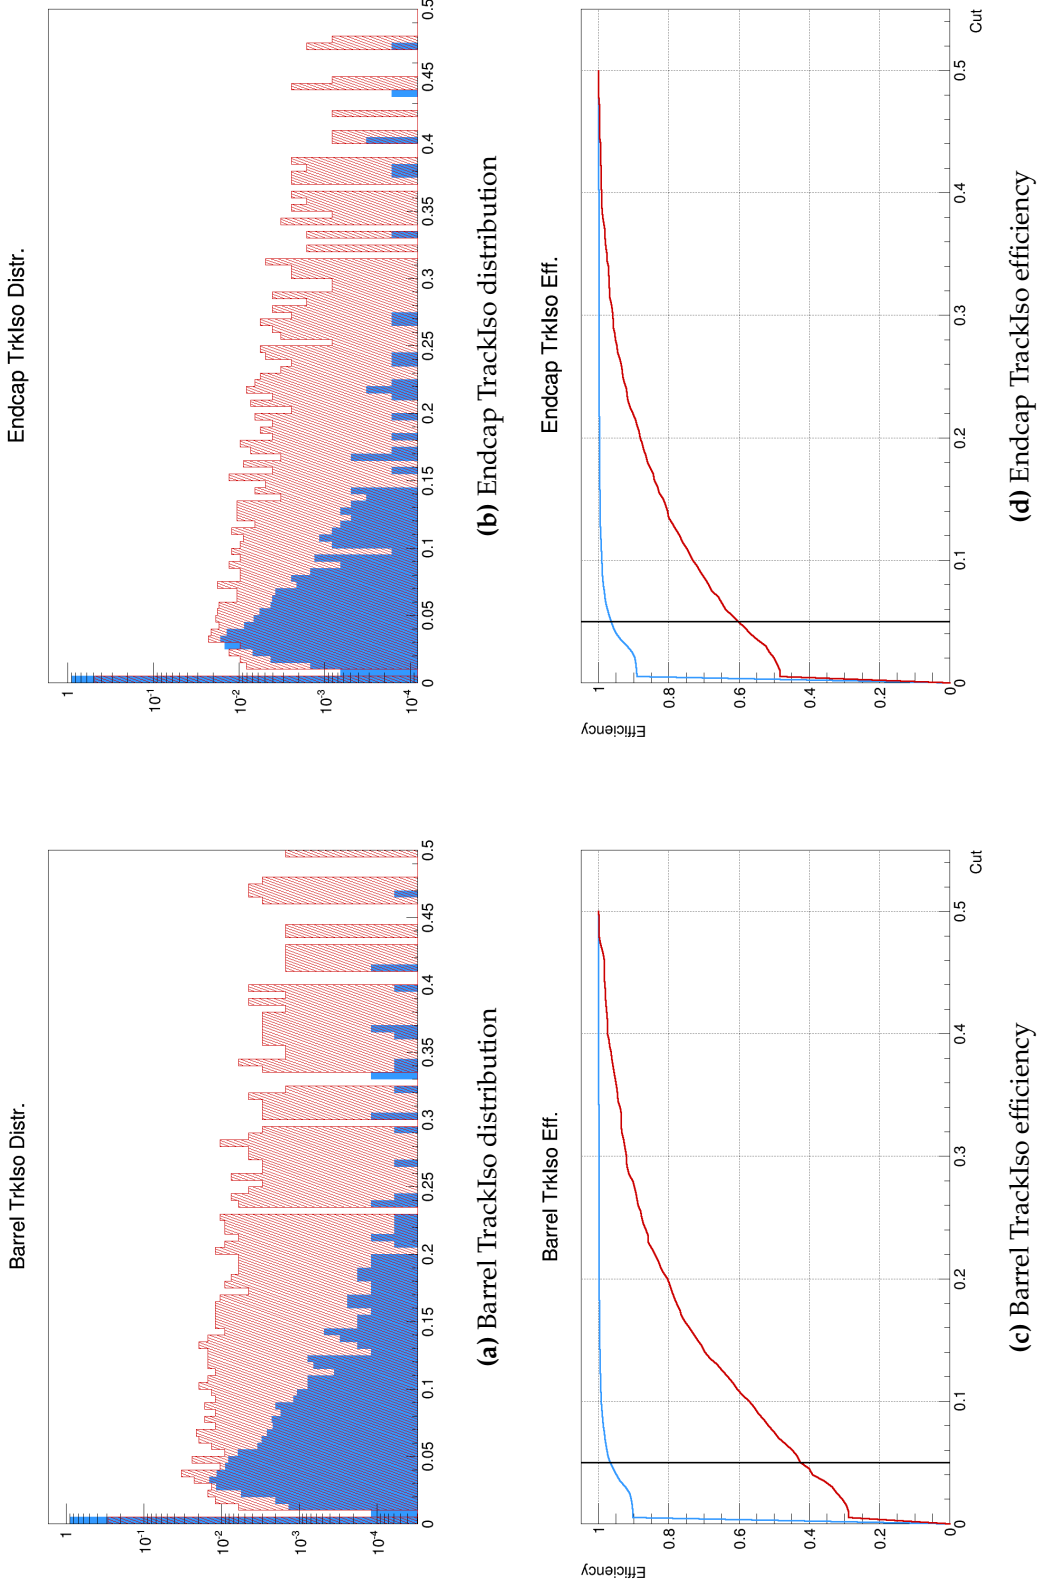 Barrel TrkIso Distr.
1
10-1
10-2
10-3
10-4
0 0.05 0.1 0.15 0.2 0.25 0.3 0.35 0.4 0.45 0.5
(a) Barrel TrackIso distribution
Endcap TrkIso Distr.
1
10-1
10-2
10-3
10-4
0 0.05 0.1 0.15 0.2 0.25 0.3 0.35 0.4 0.45 0.5
(b) Endcap TrackIso distribution
Barrel TrkIso Eff.
Efficiency
1
0.8
0.6
0.4
0.2
0
0 0.1 0.2 0.3 0.4 0.5
Cut
(c) Barrel TrackIso efficiency
Endcap TrkIso Eff.
Efficiency
1
0.8
0.6
0.4
0.2
0
0 0.1 0.2 0.3 0.4 0.5
Cut
(d) Endcap TrackIso efficiency